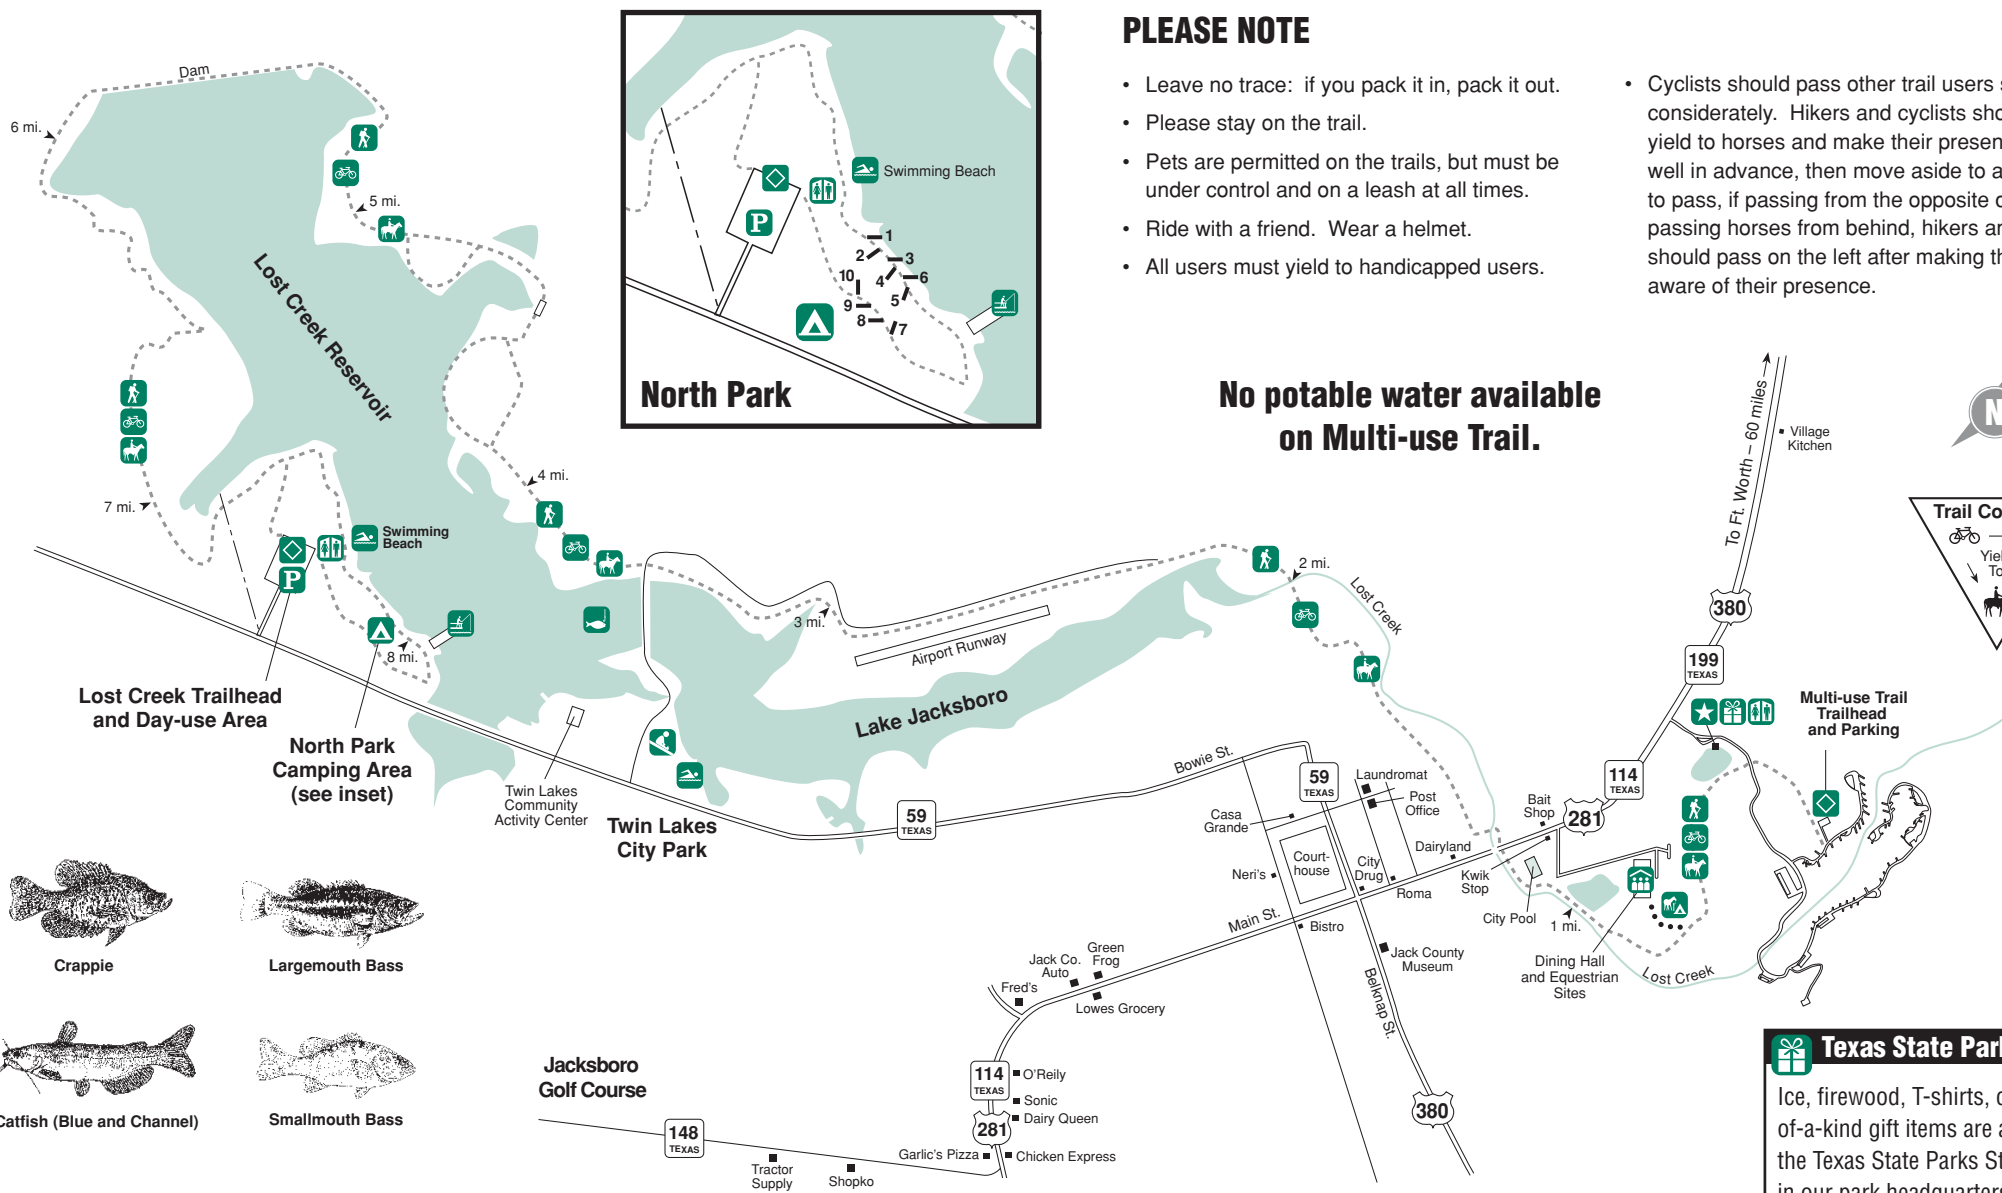 PLEASE NOTE
• Leave no trace: if you pack it in, pack it out.
• Please stay on the trail.
• Pets are permitted on the trails, but must be
under control and on a leash at all times.
• Ride with a friend. Wear a helmet.
• All users must yield to handicapped users.
• Cyclists should pass other trail users
considerately. Hikers and cyclists
yield to horses and make their
well in advance, then move aside to
to pass, if passing from the opposite
passing horses from behind, hikers
should pass on the left after making
aware of their presence.
No potable water available
on Multi-use Trail.
Dam
6 mi.
5 mi.
Lost Creek Reservoir
4 mi.
7 mi.
Swimming
Beach
P
8 mi.
3 mi.
2 mi.
1 mi.
Swimming Beach
P
1
2
3
4
5
6
7
8
9
10
North Park
Lost Creek Trailhead
and Day-use Area
North Park
Camping Area
(see inset)
Twin Lakes
Community
Activity Center
Twin Lakes
City Park
Airport Runway
Lake Jacksboro
Lost Creek
59
TEXAS
Bowie St.
59
TEXAS
Laundromat
Post
Office
Casa
Grande
Court-
house
Neri's
City
Drug
Dairyland
Roma
Kwik
Stop
Bait
Shop
City Pool
Main St.
Bistro
Jack County
Museum
Belknap St.
380
Jack Co.
Auto
Green
Frog
Fred's
Lowes Grocery
114
TEXAS
O'Reily
Sonic
Dairy Queen
281
Garlic's Pizza
Chicken Express
Jacksboro
Golf Course
148
TEXAS
Tractor
Supply
Shopko
To Ft. Worth – 60 miles
Village
Kitchen
380
199
TEXAS
114
TEXAS
281
Multi-use Trail
Trailhead
and Parking
Dining Hall
and Equestrian
Sites
Lost Creek
N
Trail
To
Crappie
Largemouth Bass
Catfish (Blue and Channel)
Smallmouth Bass
Texas State
Ice, firewood, T-shirts,
of-a-kind gift items are
the Texas State Parks
in our park headquarters